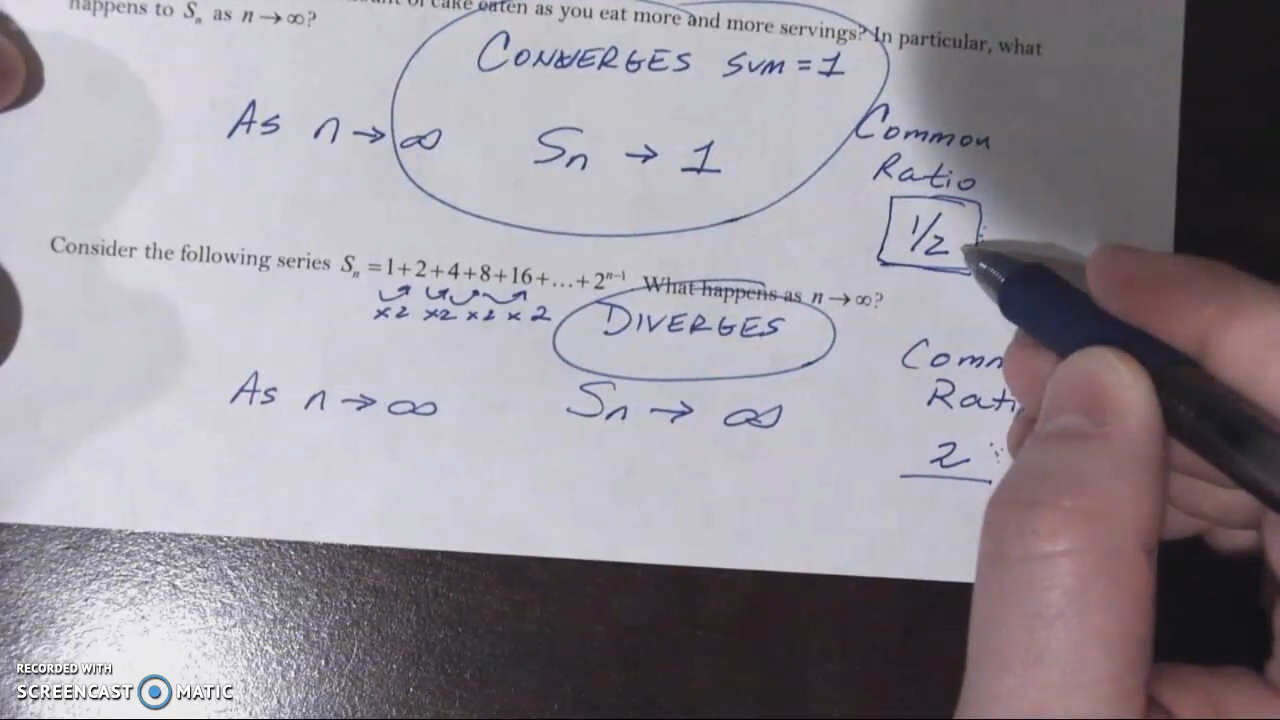 of cake eaten as you eat more and more servings? In particular, what
happens to Sn as n→∞?
CONVERGES SUM = 1
As n → ∞ Sn → 1
Common
Ratio
1/2
Consider the following series Sn = 1+2+4+8+16+...+2^{n-1} What happens as n→∞?
×2 ×2 ×2 ×2
DIVERGES
As n → ∞ Sn → ∞
Comm
Rati
2
RECORDED WITH
SCREENCAST MATIC